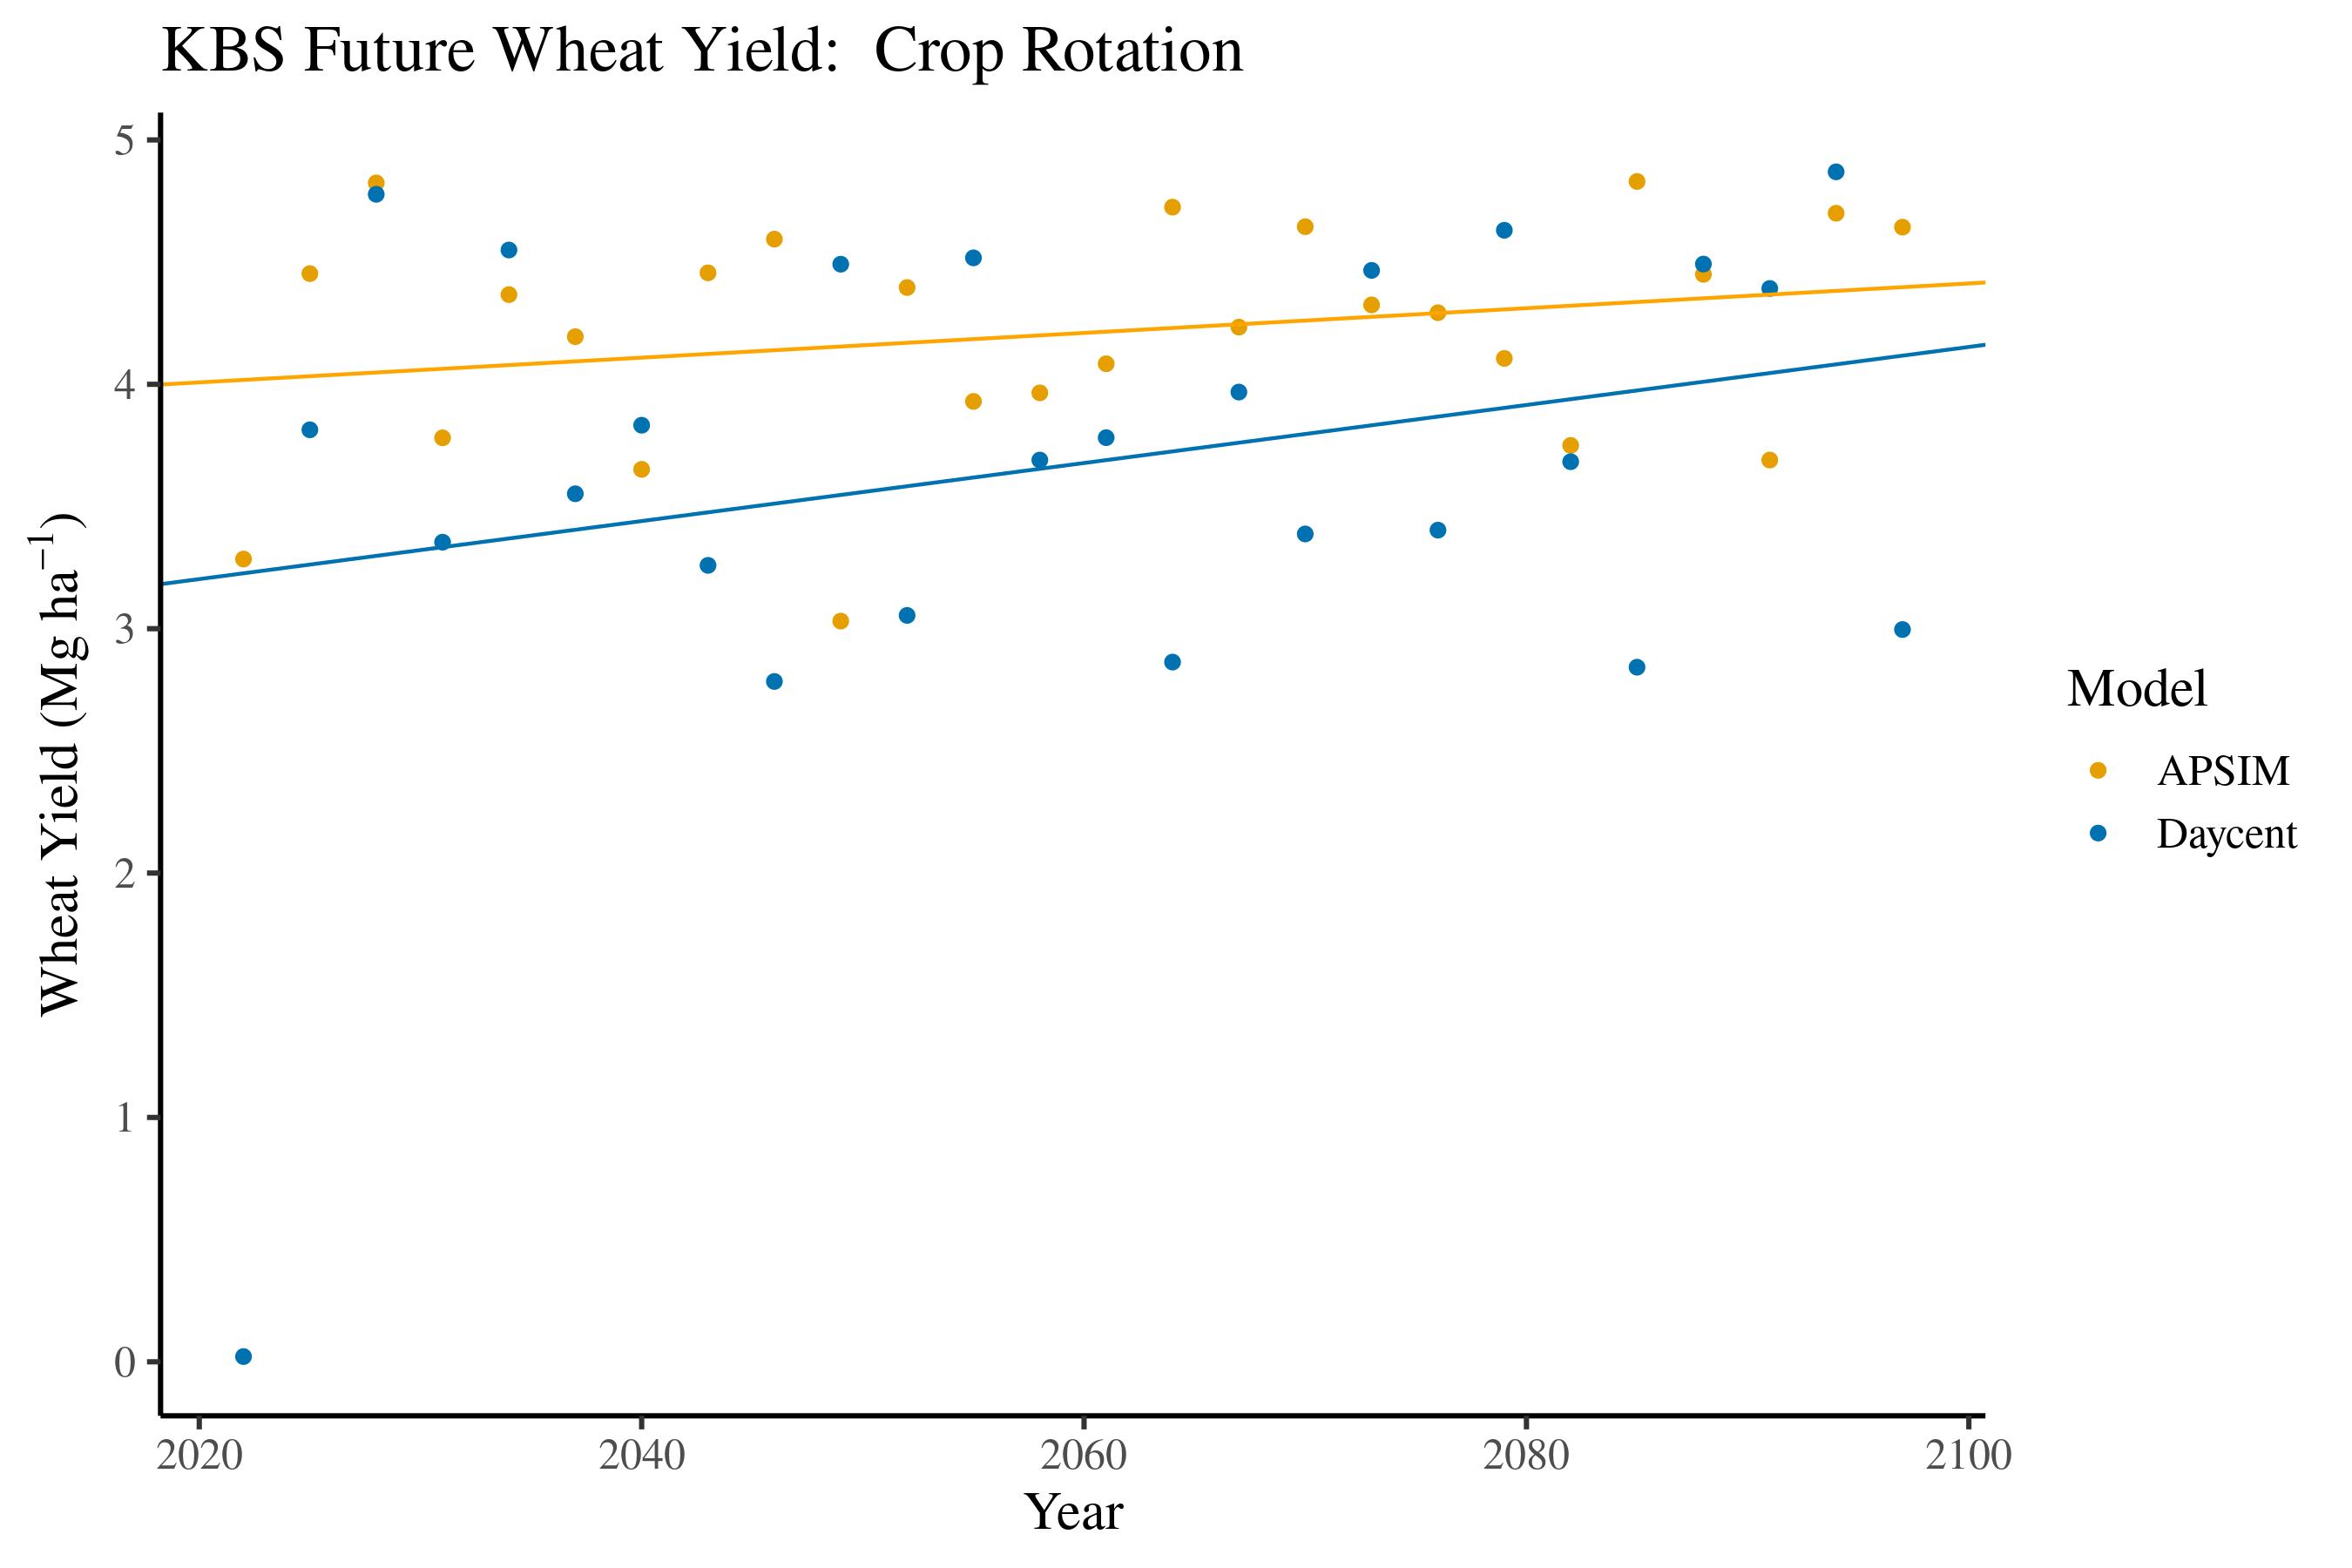 KBS Future Wheat Yield:  Crop Rotation
5
4
3
2
1
0
Wheat Yield (Mg ha⁻¹)
2020 2040 2060 2080 2100
Year
Model
APSIM
Daycent